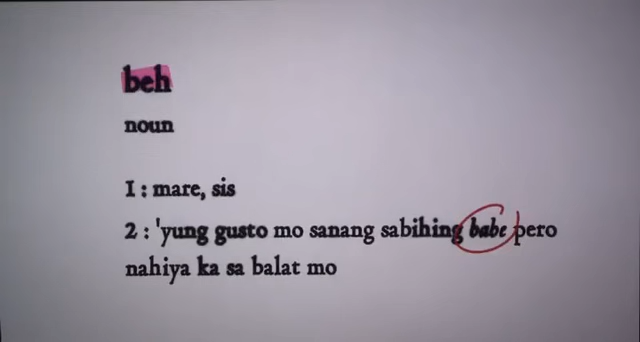 beh
noun
1 : mare, sis
2 : 'yung gusto mo sanang sabihing babe pero
nahiya ka sa balat mo